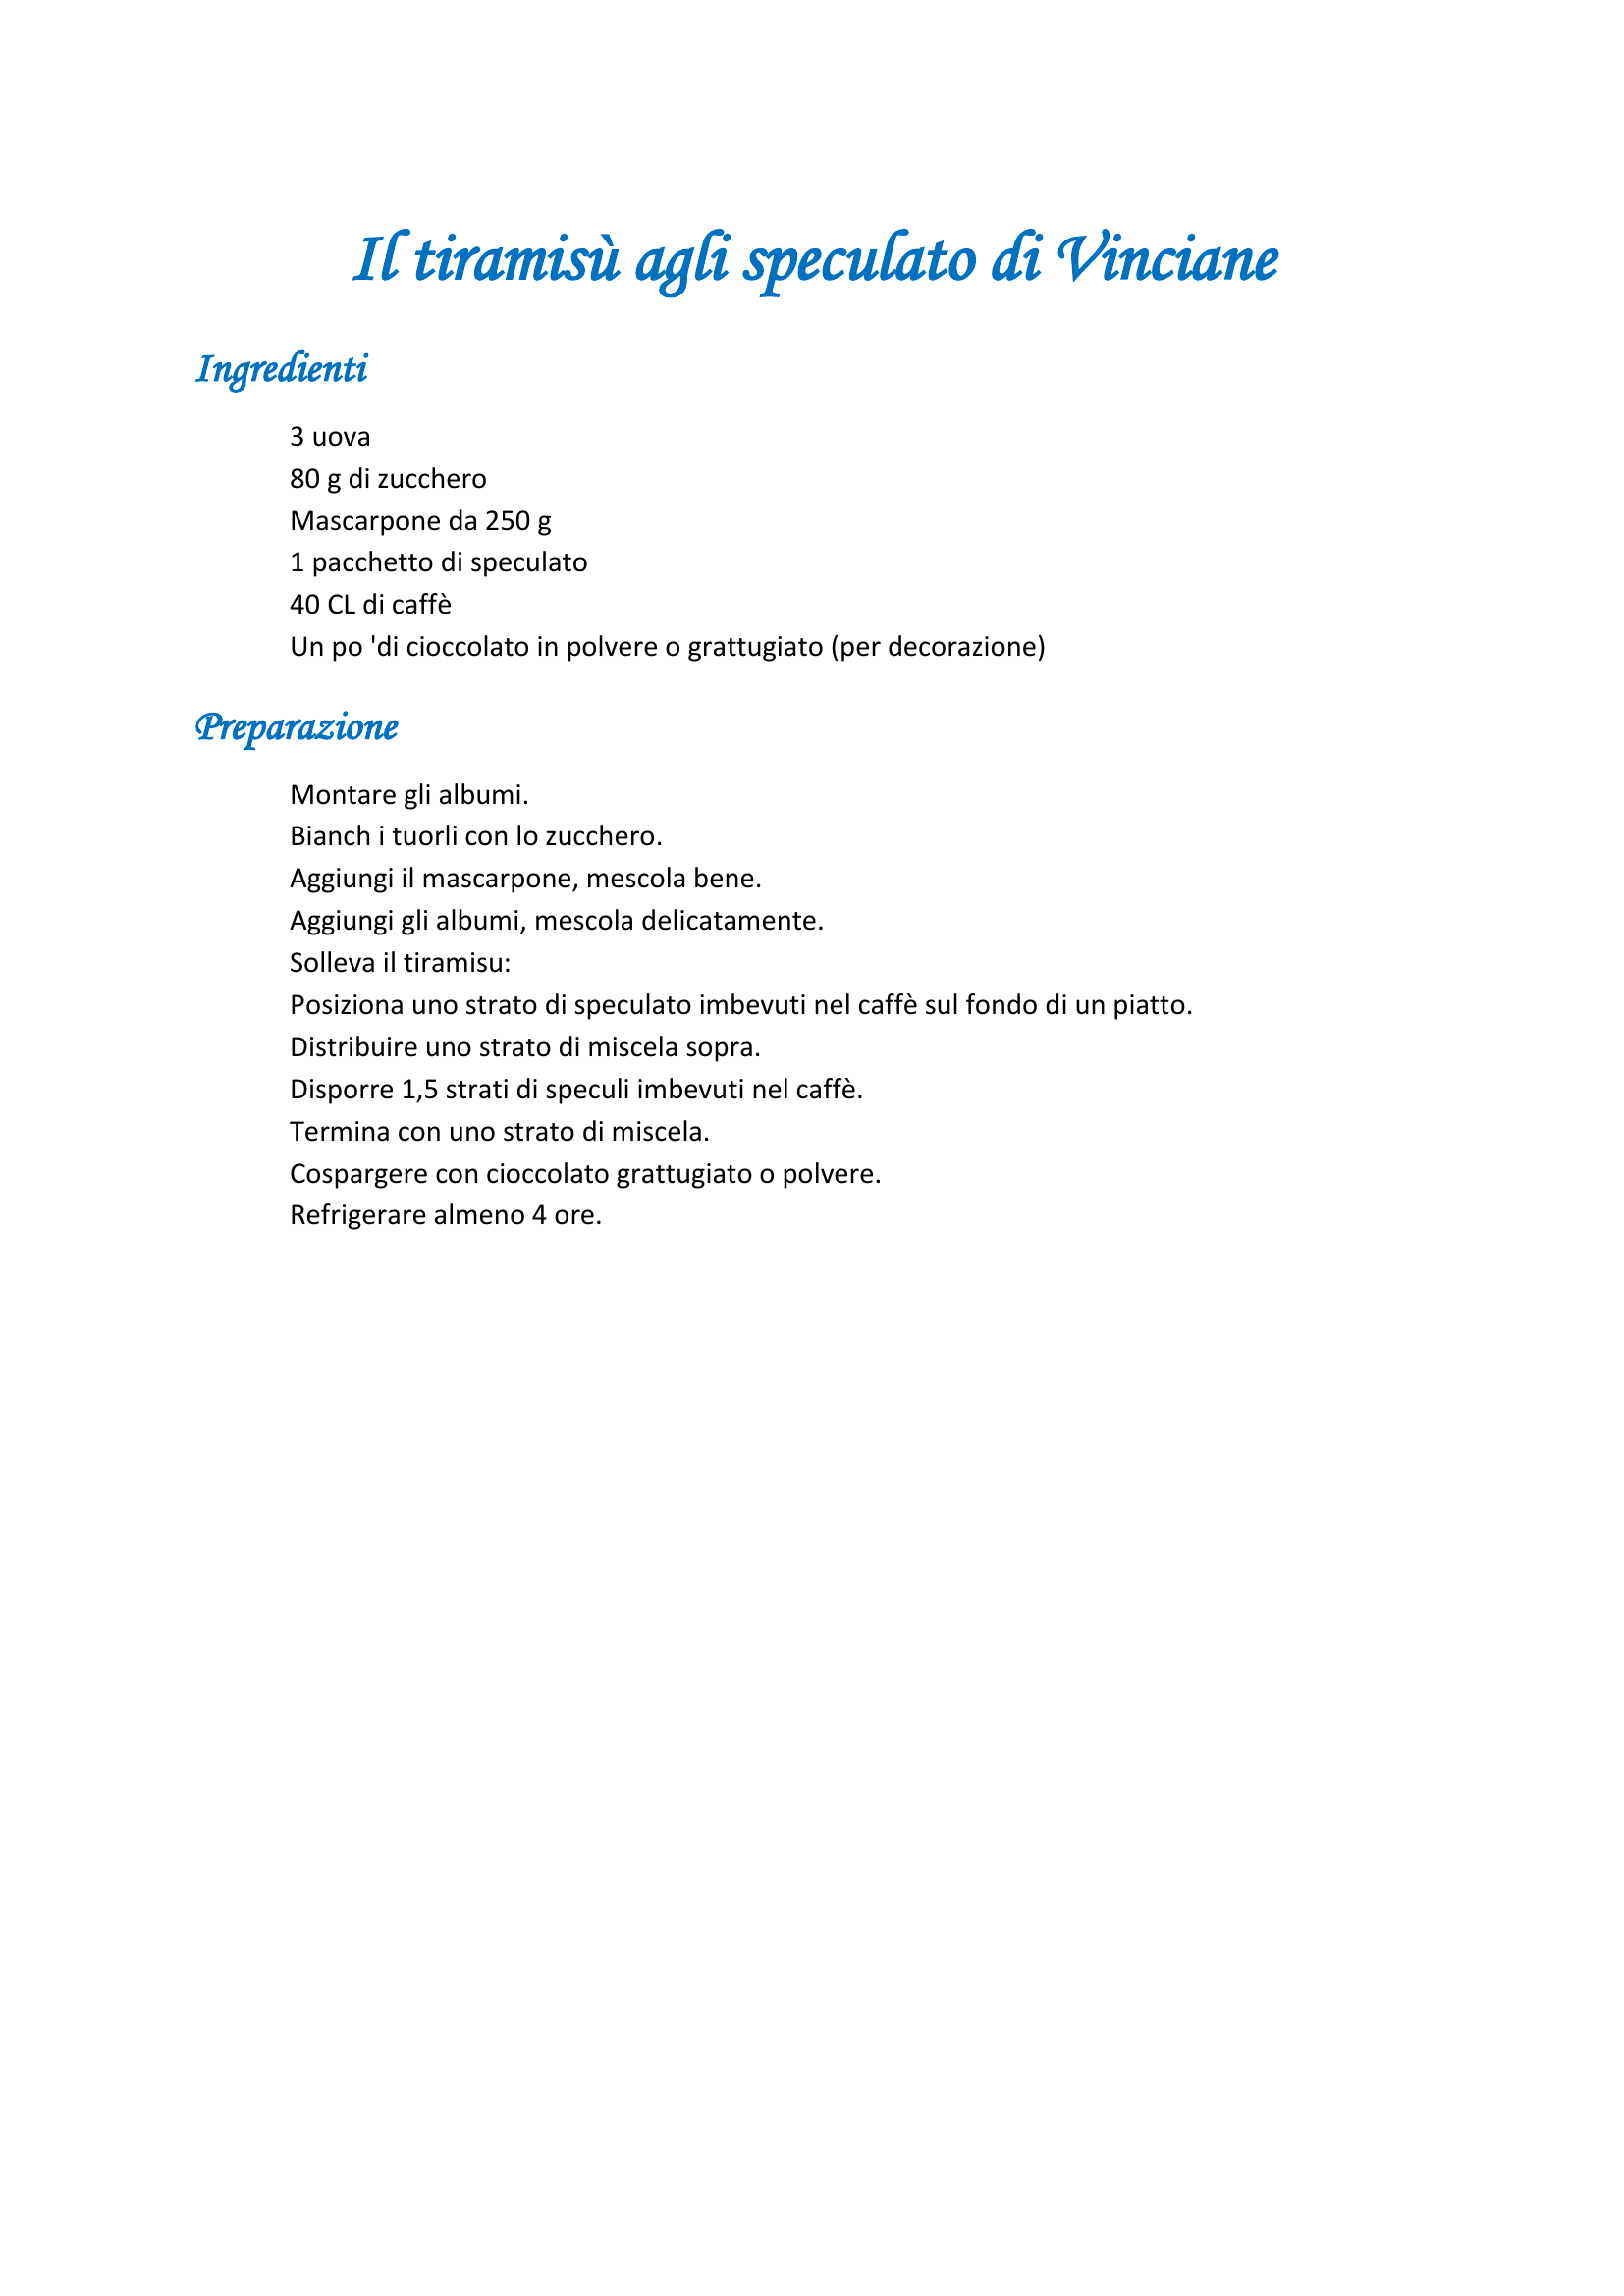 Il tiramisù agli speculato di Vinciane
Ingredienti
3 uova
80 g di zucchero
Mascarpone da 250 g
1 pacchetto di speculato
40 CL di caffè
Un po 'di cioccolato in polvere o grattugiato (per decorazione)
Preparazione
Montare gli albumi.
Bianch i tuorli con lo zucchero.
Aggiungi il mascarpone, mescola bene.
Aggiungi gli albumi, mescola delicatamente.
Solleva il tiramisu:
Posiziona uno strato di speculato imbevuti nel caffè sul fondo di un piatto.
Distribuire uno strato di miscela sopra.
Disporre 1,5 strati di speculi imbevuti nel caffè.
Termina con uno strato di miscela.
Cospargere con cioccolato grattugiato o polvere.
Refrigerare almeno 4 ore.